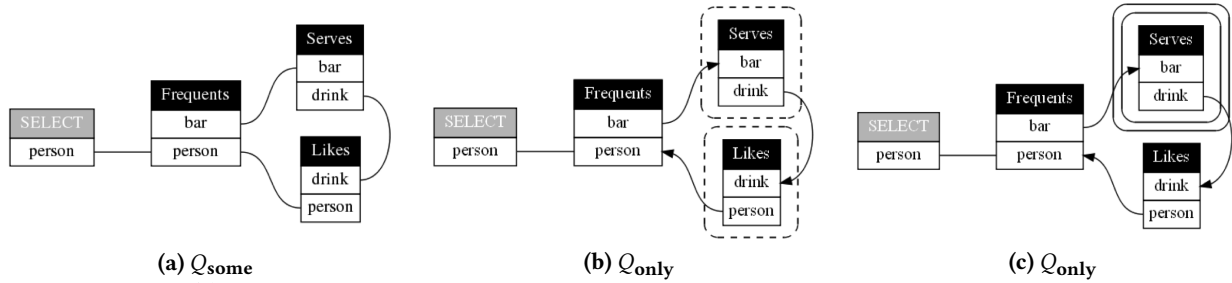 SELECT
person
Frequents
bar
person
Serves
bar
drink
Likes
drink
person
(a) Qsome
SELECT
person
Frequents
bar
person
Serves
bar
drink
Likes
drink
person
(b) Qonly
SELECT
person
Frequents
bar
person
Serves
bar
drink
Likes
drink
person
(c) Qonly